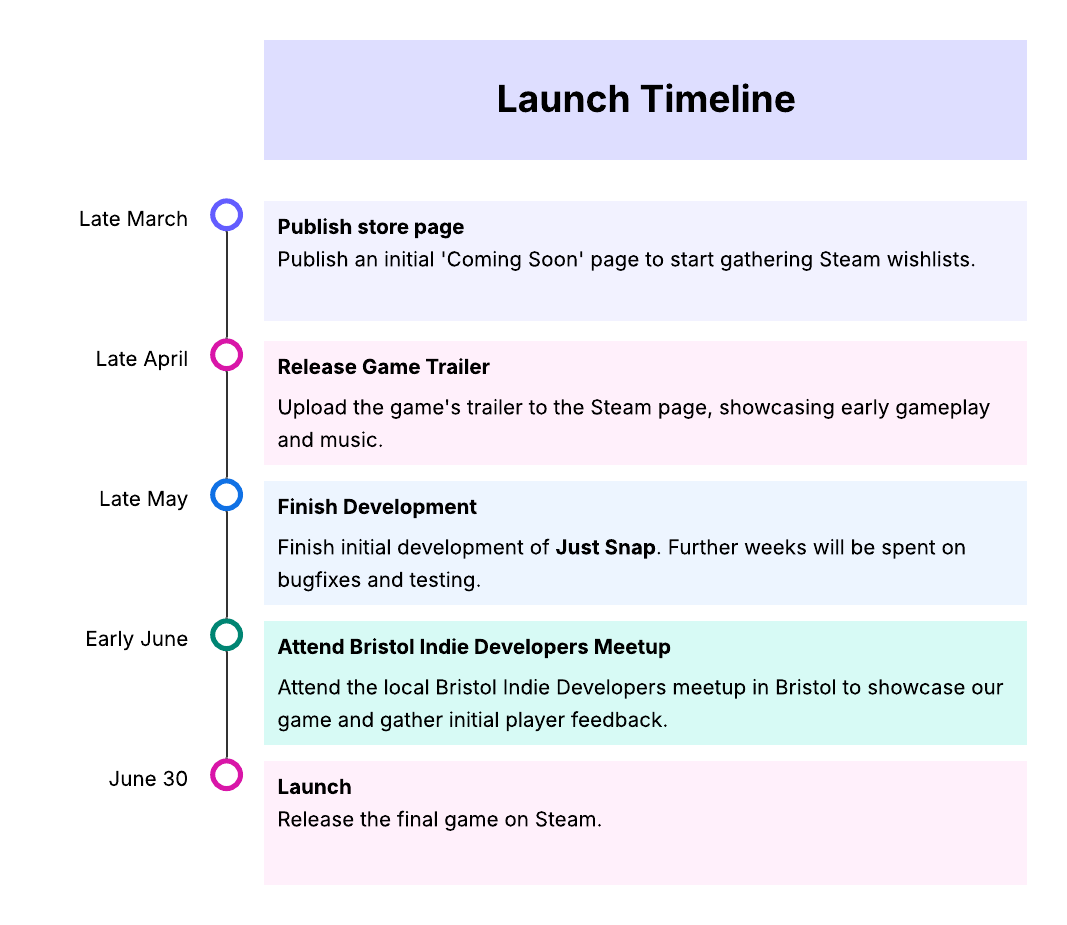 Launch Timeline
Late March
Publish store page
Publish an initial 'Coming Soon' page to start gathering Steam wishlists.
Late April
Release Game Trailer
Upload the game's trailer to the Steam page, showcasing early gameplay
and music.
Late May
Finish Development
Finish initial development of Just Snap. Further weeks will be spent on
bugfixes and testing.
Early June
Attend Bristol Indie Developers Meetup
Attend the local Bristol Indie Developers meetup in Bristol to showcase our
game and gather initial player feedback.
June 30
Launch
Release the final game on Steam.